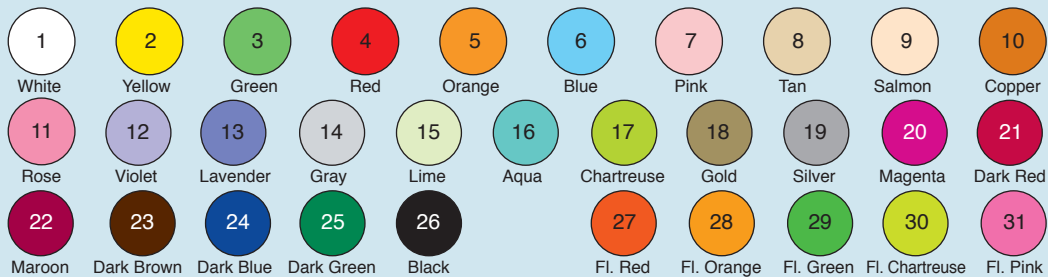 1 2 3 4 5 6 7 8 9 10
White Yellow Green Red Orange Blue Pink Tan Salmon Copper
11 12 13 14 15 16 17 18 19 20 21
Rose Violet Lavender Gray Lime Aqua Chartreuse Gold Silver Magenta Dark Red
22 23 24 25 26 27 28 29 30 31
Maroon Dark Brown Dark Blue Dark Green Black Fl. Red Fl. Orange Fl. Green Fl. Chartreuse Fl. Pink